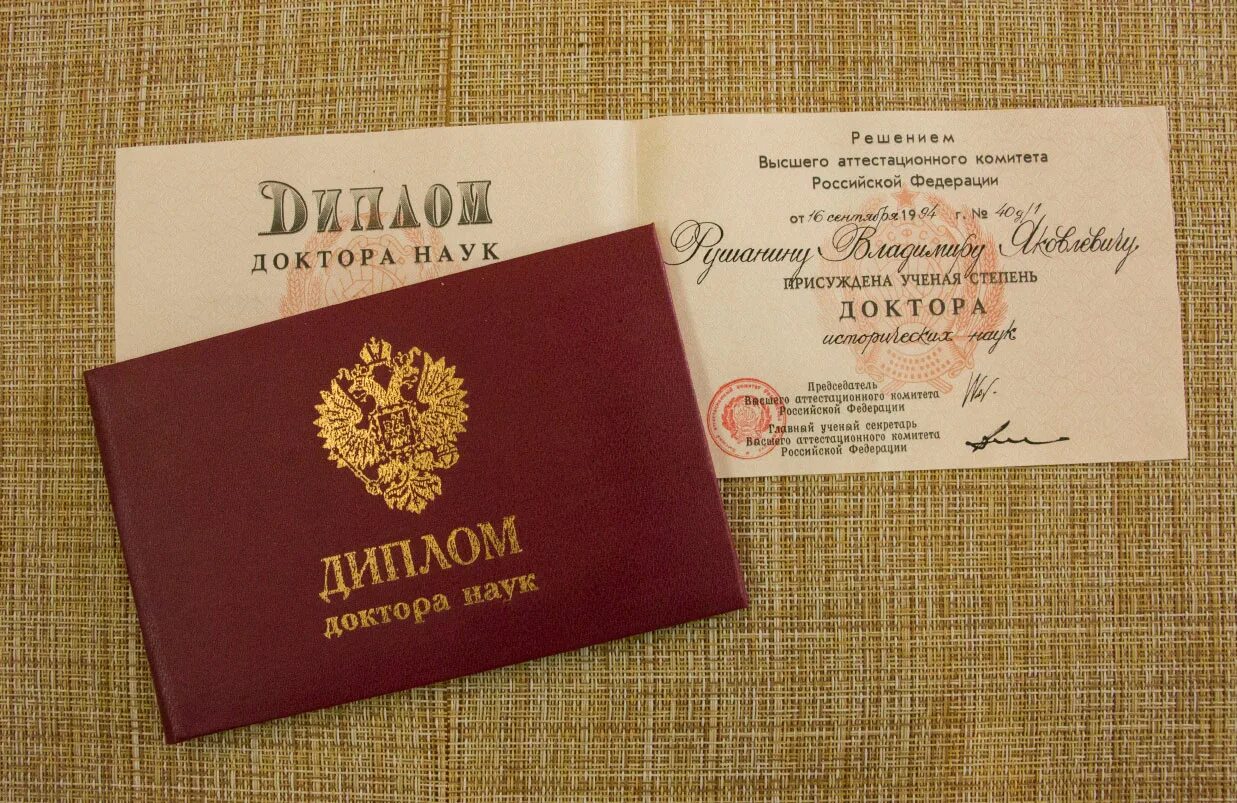 ДИПЛОМ
ДОКТОРА НАУК
Решением
Высшего аттестационного комитета
Российской Федерации
от 16 сентября 1994 г. № 40д/1
Рушанину Владимиру Яковлевичу
ПРИСУЖДЕНА УЧЕНАЯ СТЕПЕНЬ
ДОКТОРА
исторических наук
Председатель
Высшего аттестационного комитета
Российской Федерации
Главный ученый секретарь
Высшего аттестационного комитета
Российской Федерации
ДИПЛОМ
доктора наук